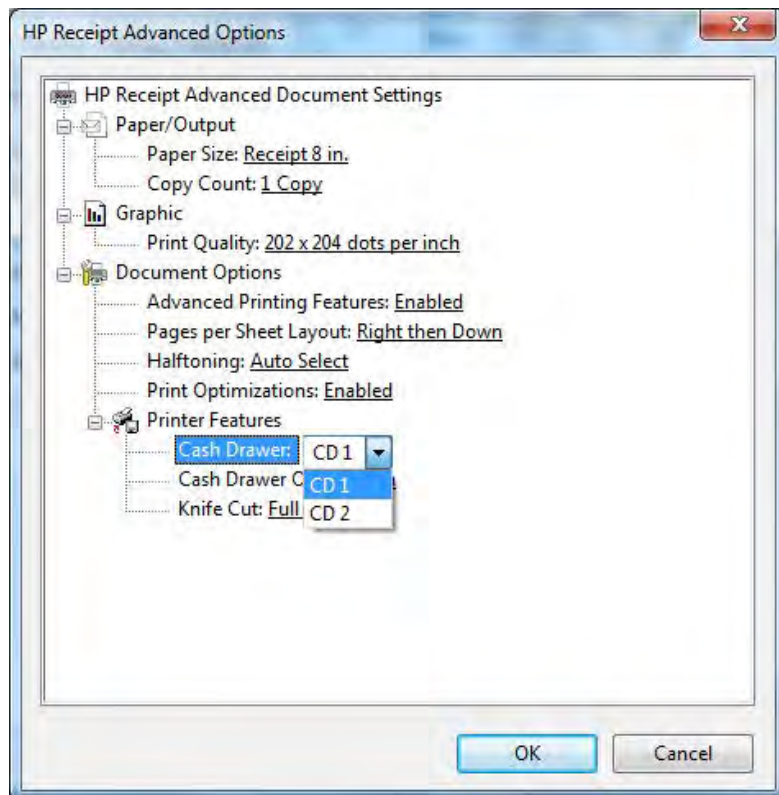 HP Receipt Advanced Options
HP Receipt Advanced Document Settings
Paper/Output
Paper Size: Receipt 8 in.
Copy Count: 1 Copy
Graphic
Print Quality: 202 x 204 dots per inch
Document Options
Advanced Printing Features: Enabled
Pages per Sheet Layout: Right then Down
Halftoning: Auto Select
Print Optimizations: Enabled
Printer Features
Cash Drawer: CD 1
Cash Drawer
CD 1
Knife Cut: Full
CD 2
OK Cancel